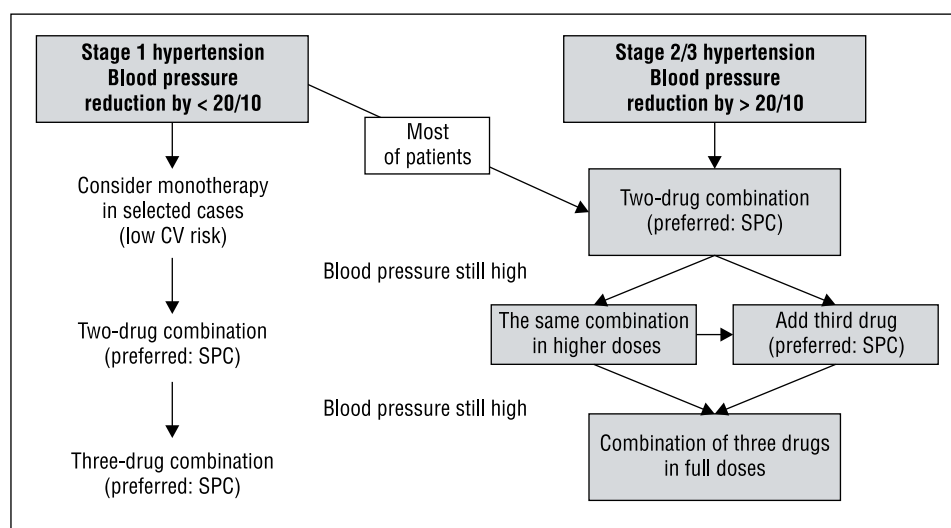 Stage 1 hypertension
Blood pressure
reduction by < 20/10
Stage 2/3 hypertension
Blood pressure
reduction by > 20/10
Most
of patients
Consider monotherapy
in selected cases
(low CV risk)
Two-drug combination
(preferred: SPC)
Blood pressure still high
Two-drug combination
(preferred: SPC)
The same combination
in higher doses
Add third drug
(preferred: SPC)
Blood pressure still high
Three-drug combination
(preferred: SPC)
Combination of three drugs
in full doses